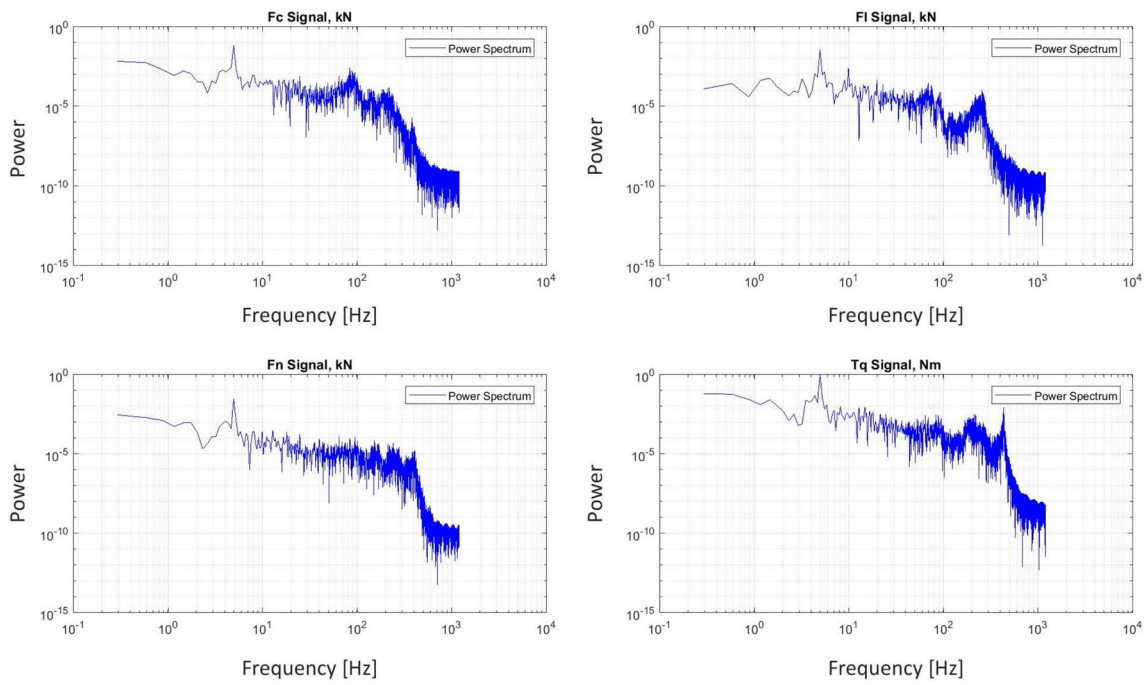 Fc Signal, kN
10^0
10^-5
10^-10
10^-15
Power
Power Spectrum
10^-1 10^0 10^1 10^2 10^3 10^4
Frequency [Hz]
Fl Signal, kN
10^0
10^-5
10^-10
10^-15
Power
Power Spectrum
10^-1 10^0 10^1 10^2 10^3 10^4
Frequency [Hz]
Fn Signal, kN
10^0
10^-5
10^-10
10^-15
Power
Power Spectrum
10^-1 10^0 10^1 10^2 10^3 10^4
Frequency [Hz]
Tq Signal, Nm
10^0
10^-5
10^-10
10^-15
Power
Power Spectrum
10^-1 10^0 10^1 10^2 10^3 10^4
Frequency [Hz]